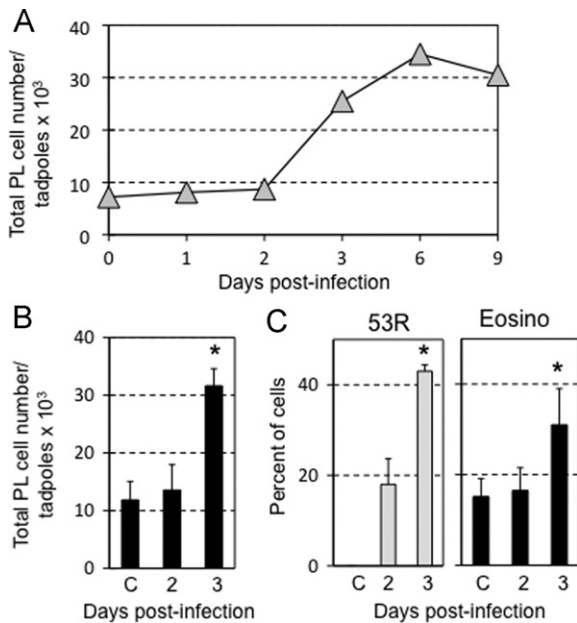 A
Total PL cell number/
tadpoles x 10³
40
30
20
10
0
0 1 2 3 6 9
Days post-infection
B
Total PL cell number/
tadpoles x 10³
40
30
20
10
0
*
C 2 3
Days post-infection
C
53R Eosino
Percent of cells
40
20
0
* *
C 2 3 C 2 3
Days post-infection